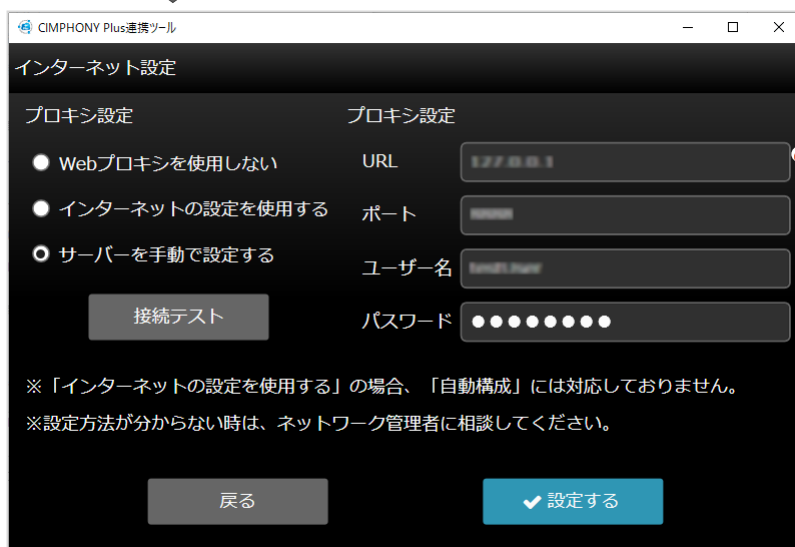 CIMPHONY Plus連携ツール
インターネット設定
プロキシ設定
Webプロキシを使用しない
インターネットの設定を使用する
サーバーを手動で設定する
接続テスト
プロキシ設定
URL
127.0.0.1
ポート
ユーザー名
パスワード
※「インターネットの設定を使用する」の場合、「自動構成」には対応しておりません。
※設定方法が分からない時は、ネットワーク管理者に相談してください。
戻る
設定する